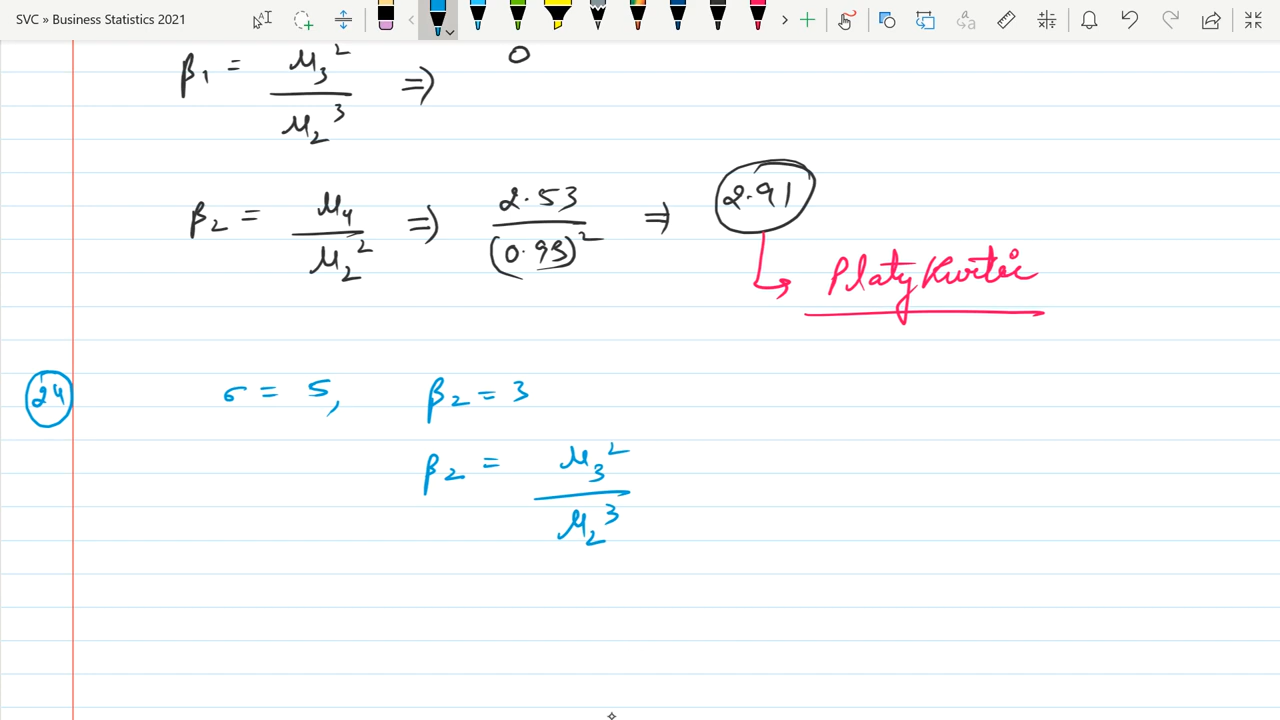 SVC » Business Statistics 2021
β1 = μ3² / μ2³ ⇒ 0
β2 = μ4 / μ2² ⇒ 2.53 / (0.93)² ⇒ 2.91
Platykurtic
24 σ = 5, β2 = 3
β2 = μ3² / μ2³